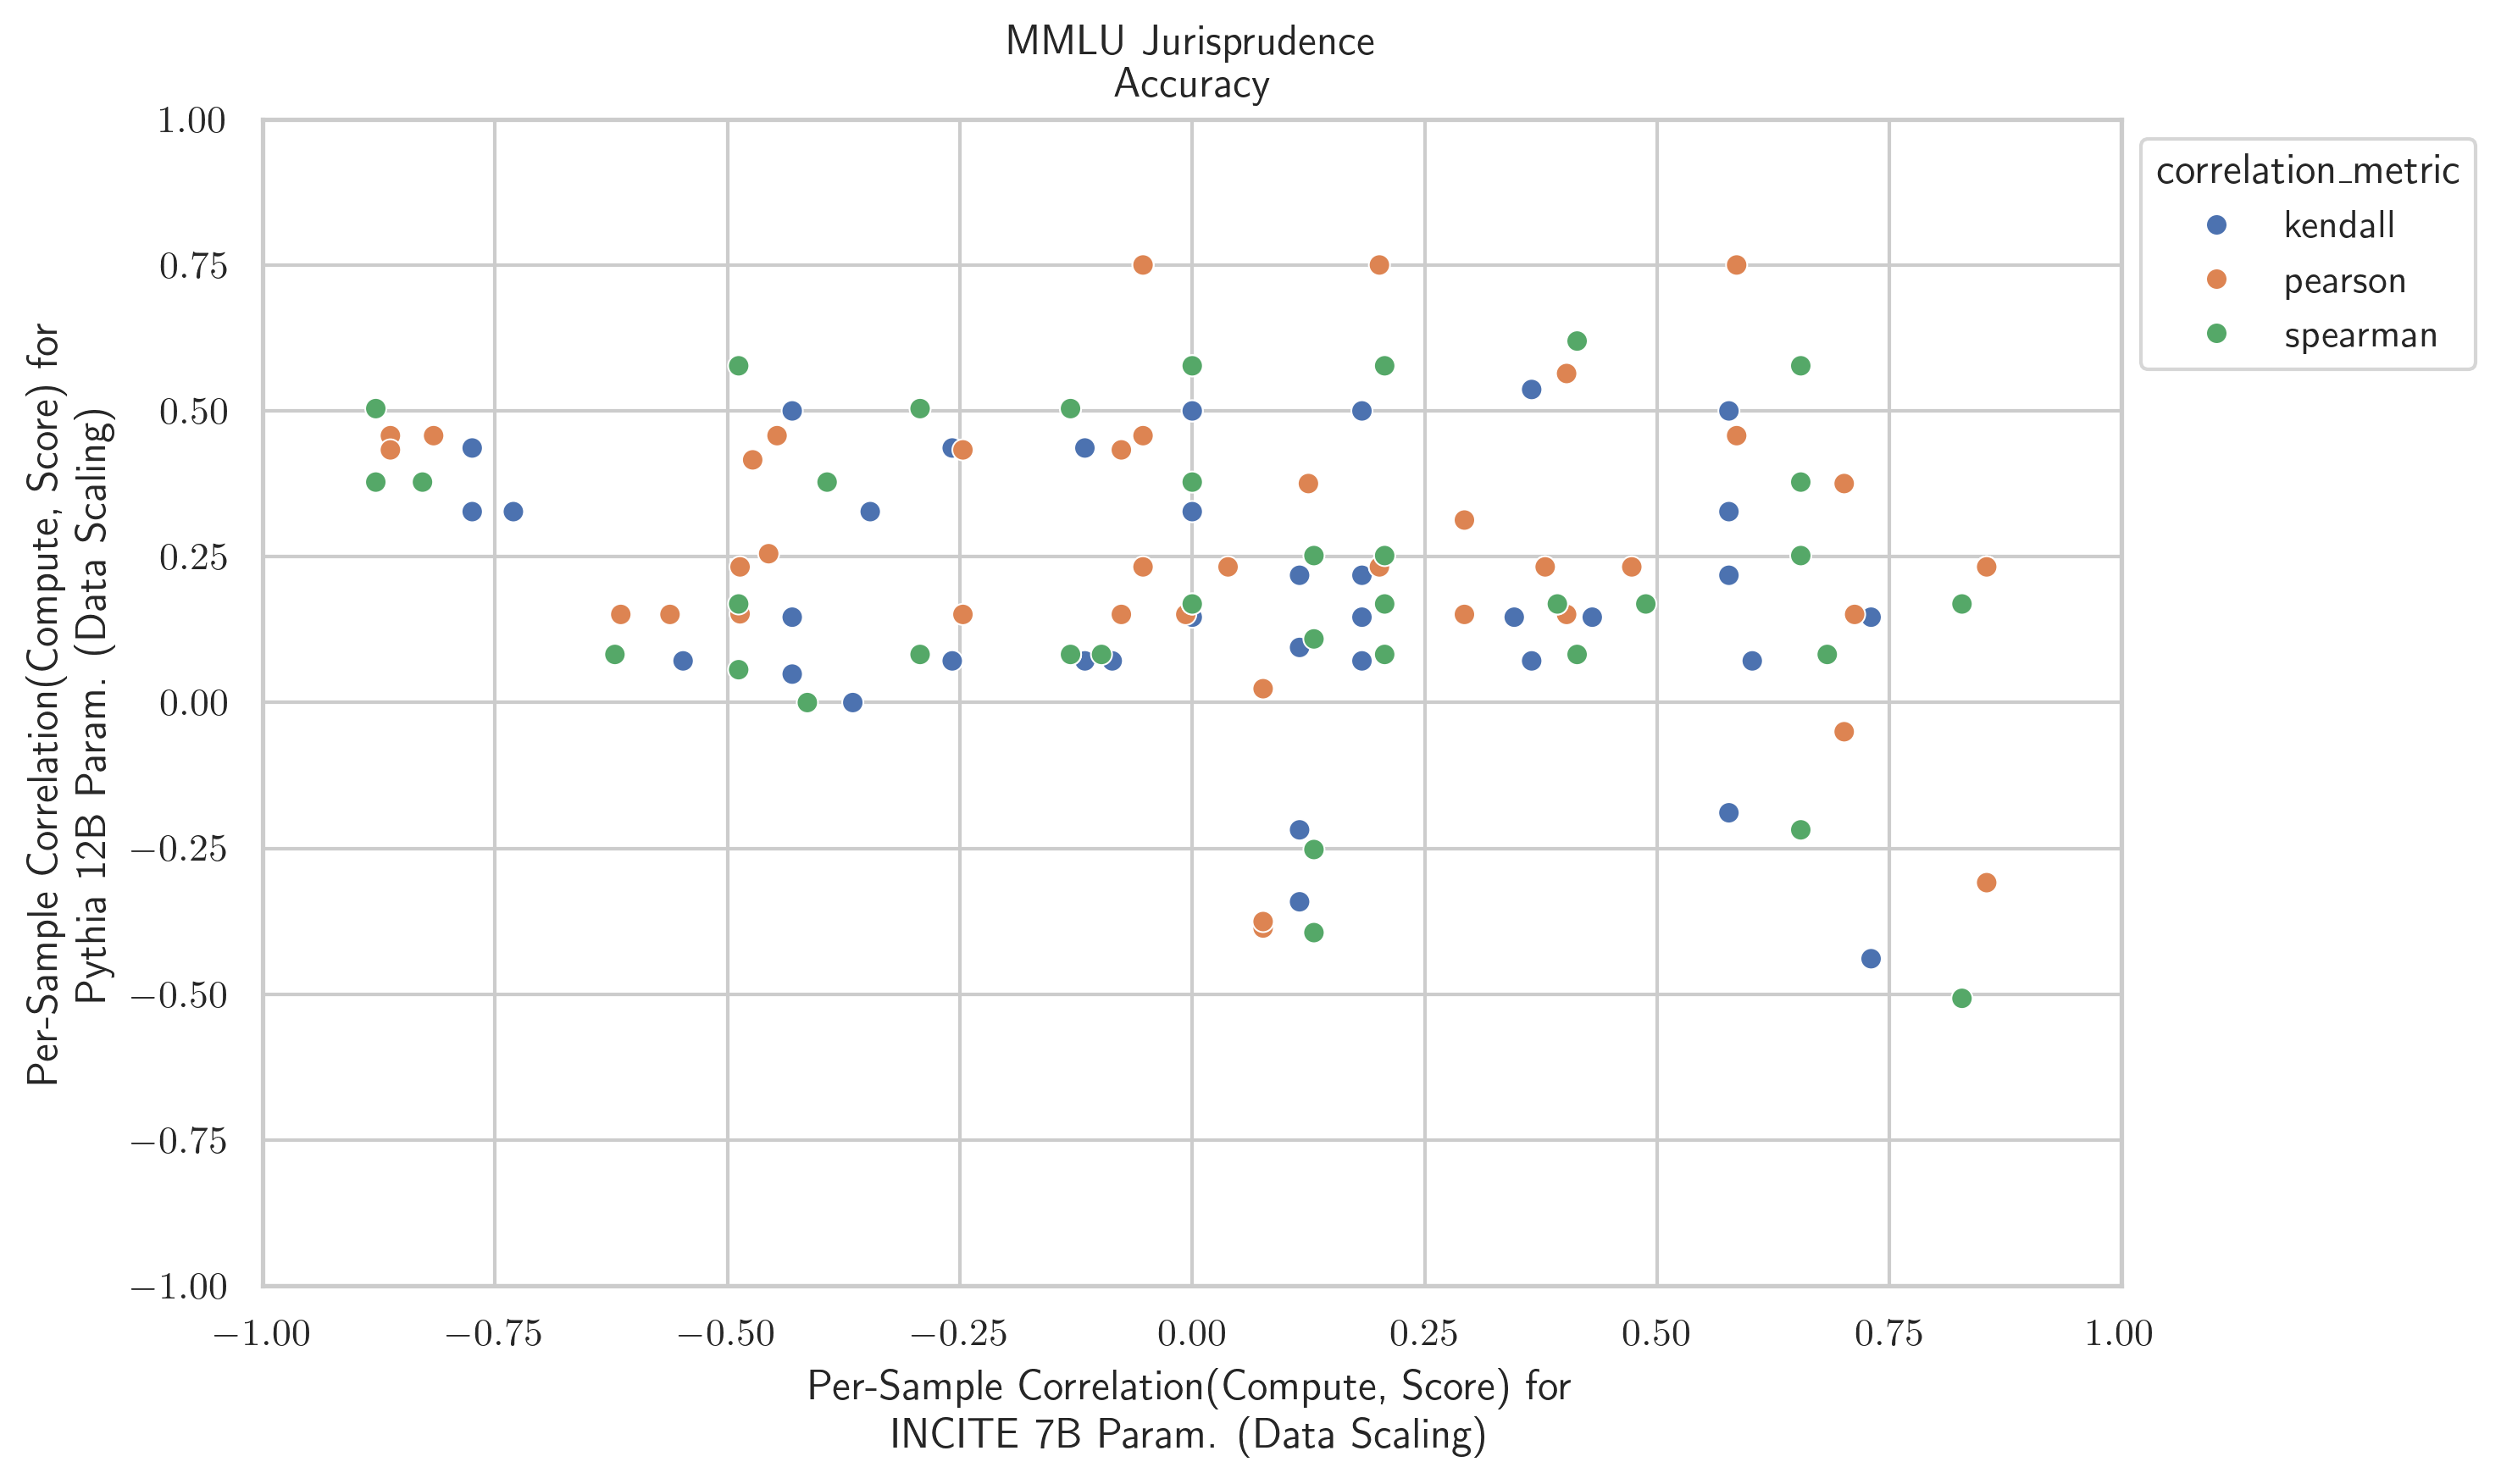 MMLU Jurisprudence
Accuracy
1.00
0.75
0.50
0.25
0.00
−0.25
−0.50
−0.75
−1.00
Per-Sample Correlation(Compute, Score) for
Pythia 12B Param. (Data Scaling)
correlation_metric
kendall
pearson
spearman
−1.00
−0.75
−0.50
−0.25
0.00
0.25
0.50
0.75
1.00
Per-Sample Correlation(Compute, Score) for
INCITE 7B Param. (Data Scaling)